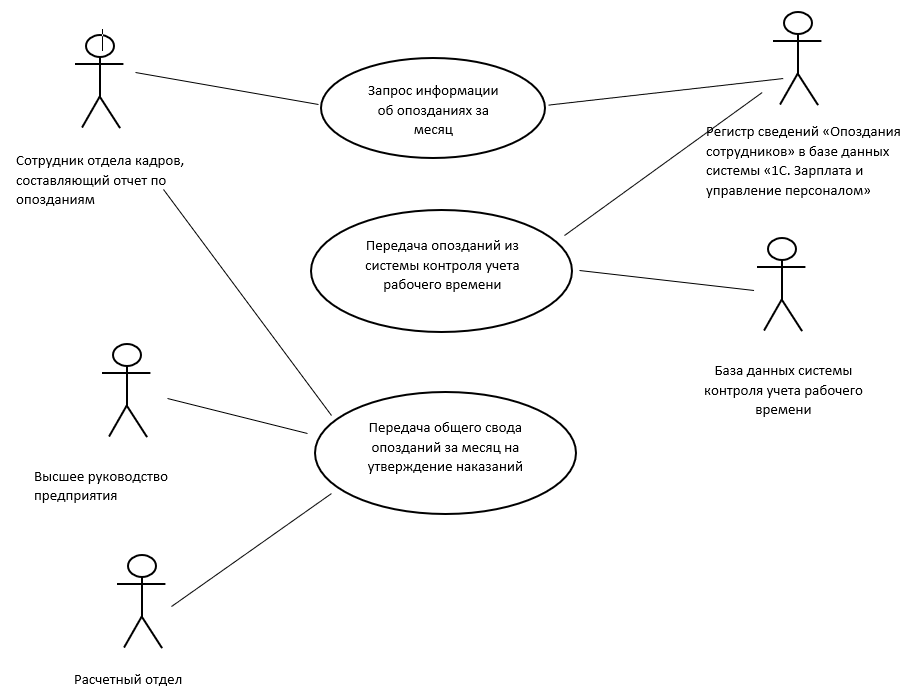 Запрос информации
об опозданиях за
месяц
Регистр сведений «Опоздания
сотрудников» в базе данных
системы «1С. Зарплата и
управление персоналом»
Сотрудник отдела кадров,
составляющий отчет по
опозданиям
Передача опозданий из
системы контроля учета
рабочего времени
База данных системы
контроля учета рабочего
времени
Передача общего свода
опозданий за месяц на
утверждение наказаний
Высшее руководство
предприятия
Расчетный отдел